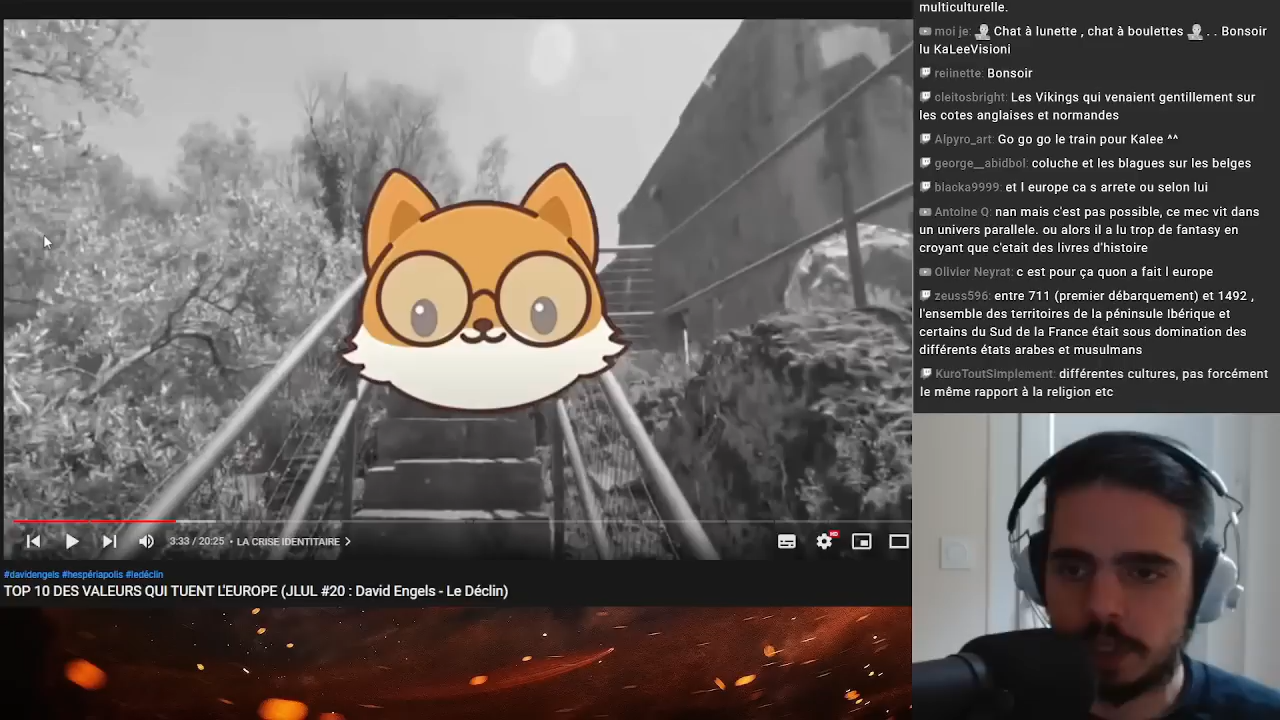 multiculturelle.
moi je: Chat à lunette , chat à boulettes . . Bonsoir
lu KaLeeVisioni
reiinette: Bonsoir
cleitosbright: Les Vikings qui venaient gentillement sur
les cotes anglaises et normandes
Alpyro_art: Go go go le train pour Kalee ^^
george__abidbol: coluche et les blagues sur les belges
blacka9999: et l europe ca s arrete ou selon lui
Antoine Q: nan mais c'est pas possible, ce mec vit dans
un univers parallele. ou alors il a lu trop de fantasy en
croyant que c'etait des livres d'histoire
Olivier Neyrat: c est pour ça quon a fait l europe
zeuss596: entre 711 (premier débarquement) et 1492 ,
l'ensemble des territoires de la péninsule Ibérique et
certains du Sud de la France était sous domination des
différents états arabes et musulmans
KuroToutSimplement: différentes cultures, pas forcément
le même rapport à la religion etc
3:33 / 20:25 • LA CRISE IDENTITAIRE
HD
#davidengels #hespériapolis #ledéclin
TOP 10 DES VALEURS QUI TUENT L'EUROPE (JLUL #20 : David Engels - Le Déclin)